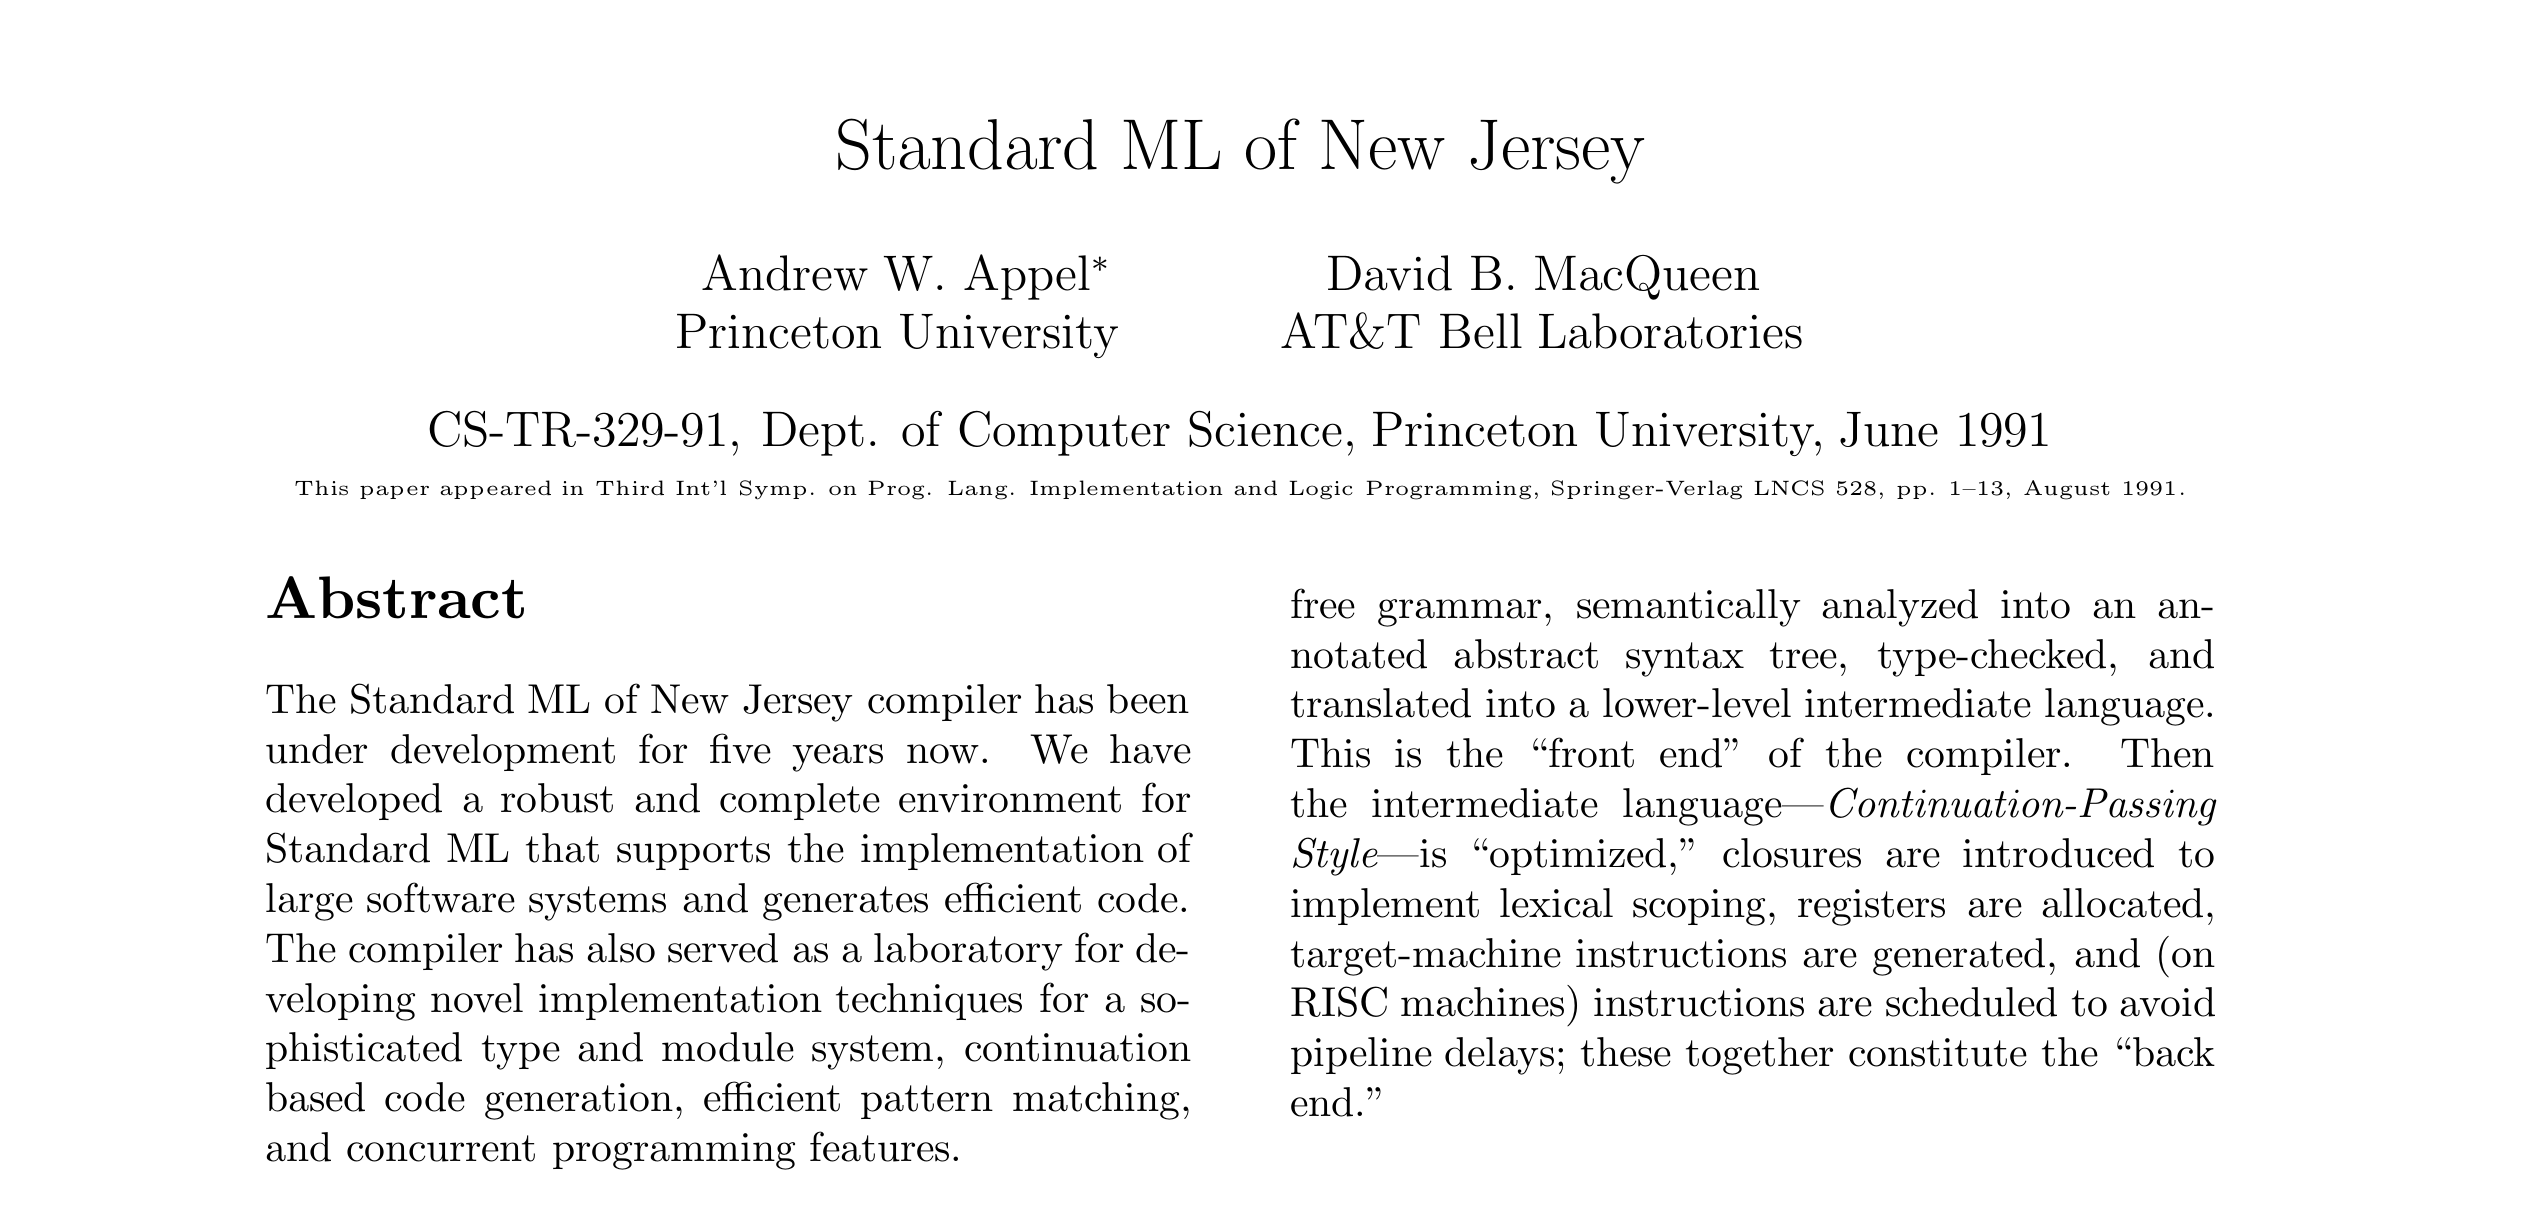 Standard ML of New Jersey
Andrew W. Appel* David B. MacQueen
Princeton University AT&T Bell Laboratories
CS-TR-329-91, Dept. of Computer Science, Princeton University, June 1991
This paper appeared in Third Int'l Symp. on Prog. Lang. Implementation and Logic Programming, Springer-Verlag LNCS 528, pp. 1–13, August 1991.
Abstract
The Standard ML of New Jersey compiler has been
under development for five years now. We have
developed a robust and complete environment for
Standard ML that supports the implementation of
large software systems and generates efficient code.
The compiler has also served as a laboratory for de-
veloping novel implementation techniques for a so-
phisticated type and module system, continuation
based code generation, efficient pattern matching,
and concurrent programming features.
free grammar, semantically analyzed into an an-
notated abstract syntax tree, type-checked, and
translated into a lower-level intermediate language.
This is the “front end” of the compiler. Then
the intermediate language—Continuation-Passing
Style—is “optimized,” closures are introduced to
implement lexical scoping, registers are allocated,
target-machine instructions are generated, and (on
RISC machines) instructions are scheduled to avoid
pipeline delays; these together constitute the “back
end.”